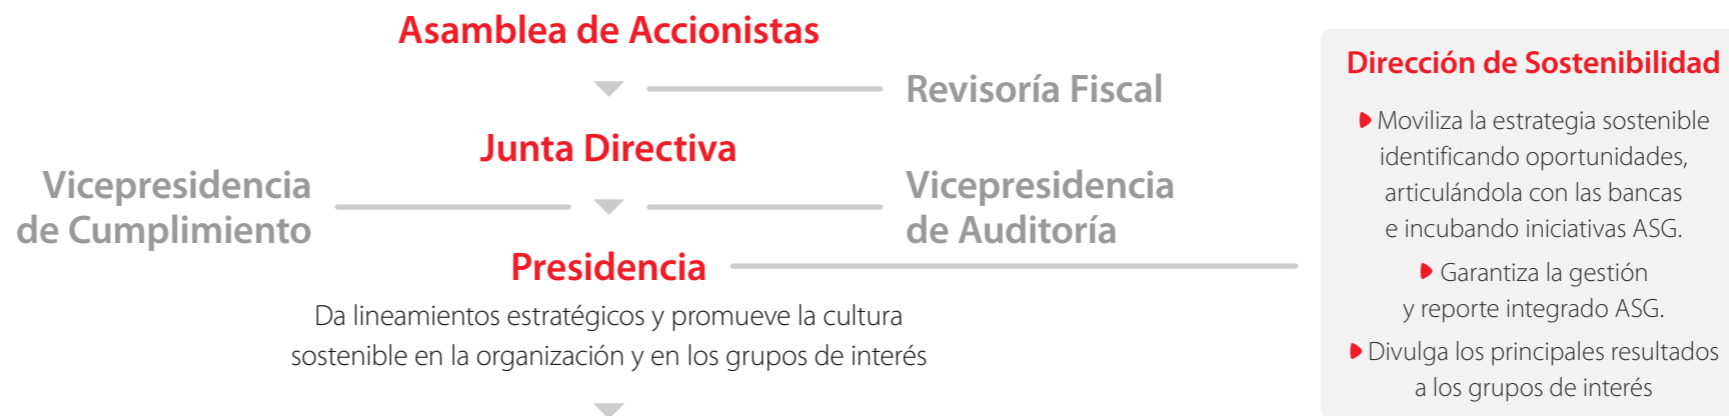 Asamblea de Accionistas
Revisoría Fiscal
Junta Directiva
Vicepresidencia
de Cumplimiento
Vicepresidencia
de Auditoría
Presidencia
Da lineamientos estratégicos y promueve la cultura
sostenible en la organización y en los grupos de interés
Dirección de Sostenibilidad
Moviliza la estrategia sostenible
identificando oportunidades,
articulándola con las bancas
e incubando iniciativas ASG.
Garantiza la gestión
y reporte integrado ASG.
Divulga los principales resultados
a los grupos de interés